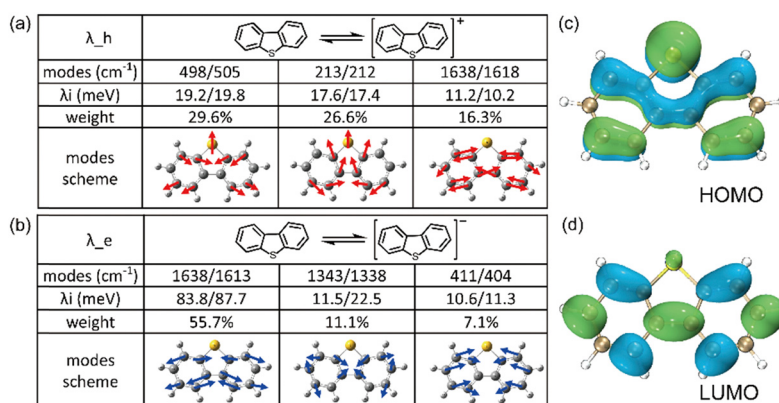 (a)
λ_h
S
S
+
modes (cm⁻¹) 498/505 213/212 1638/1618
λi (meV) 19.2/19.8 17.6/17.4 11.2/10.2
weight 29.6% 26.6% 16.3%
modes
scheme
(b)
λ_e
S
S
−
modes (cm⁻¹) 1638/1613 1343/1338 411/404
λi (meV) 83.8/87.7 11.5/22.5 10.6/11.3
weight 55.7% 11.1% 7.1%
modes
scheme
(c)
HOMO
(d)
LUMO